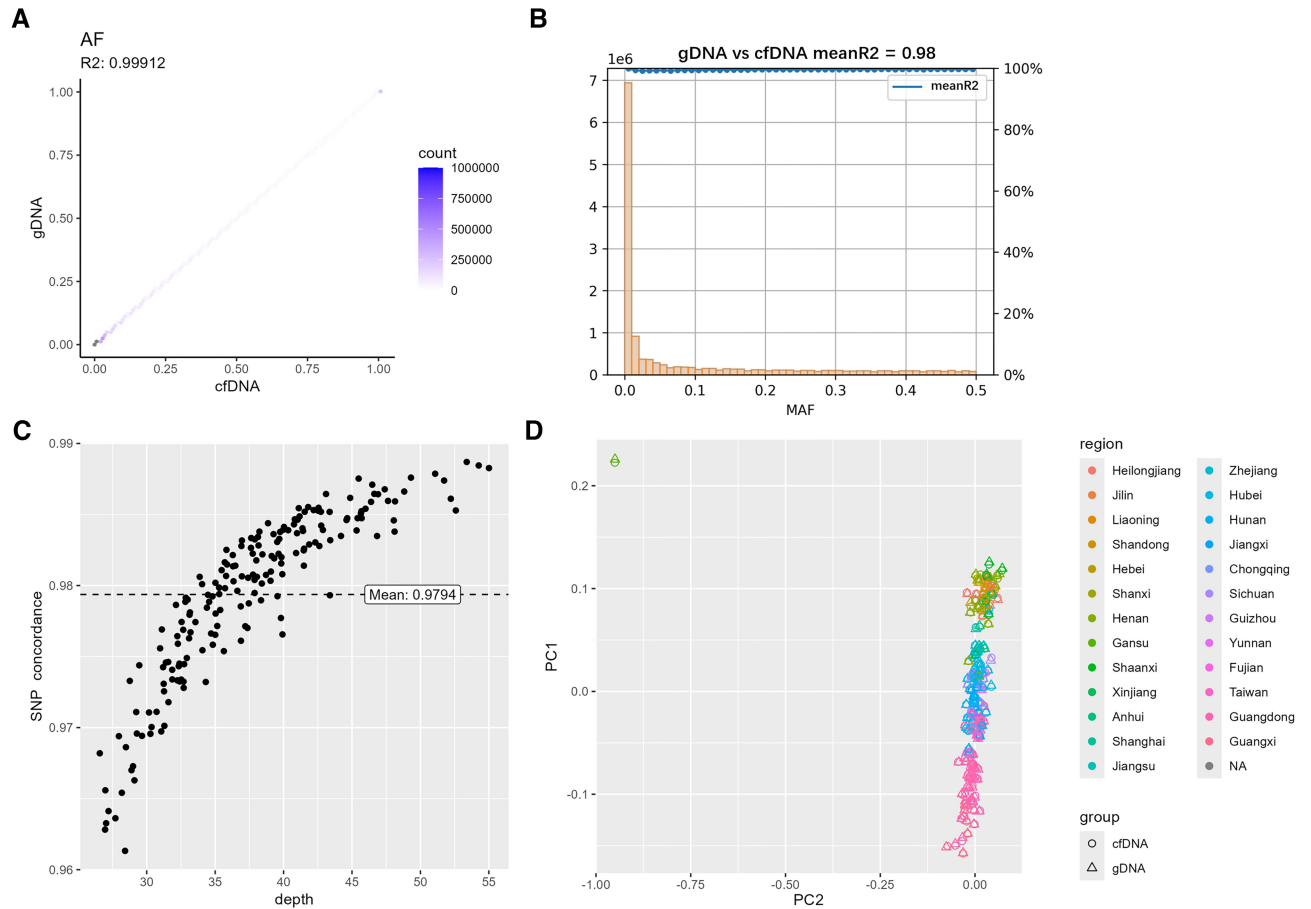 A
AF
R2: 0.99912
1.00
0.75
0.50
0.25
0.00
gDNA
0.00 0.25 0.50 0.75 1.00
cfDNA
count
1000000
750000
500000
250000
0
B
gDNA vs cfDNA meanR2 = 0.98
1e6
7
6
5
4
3
2
1
0
meanR2
100%
80%
60%
40%
20%
0%
0.0 0.1 0.2 0.3 0.4 0.5
MAF
C
0.99
0.98
0.97
0.96
SNP concordance
Mean: 0.9794
30 35 40 45 50 55
depth
D
0.2
0.1
0.0
-0.1
PC1
-1.00 -0.75 -0.50 -0.25 0.00
PC2
region
Heilongjiang
Jilin
Liaoning
Shandong
Hebei
Shanxi
Henan
Gansu
Shaanxi
Xinjiang
Anhui
Shanghai
Jiangsu
Zhejiang
Hubei
Hunan
Jiangxi
Chongqing
Sichuan
Guizhou
Yunnan
Fujian
Taiwan
Guangdong
Guangxi
NA
group
cfDNA
gDNA